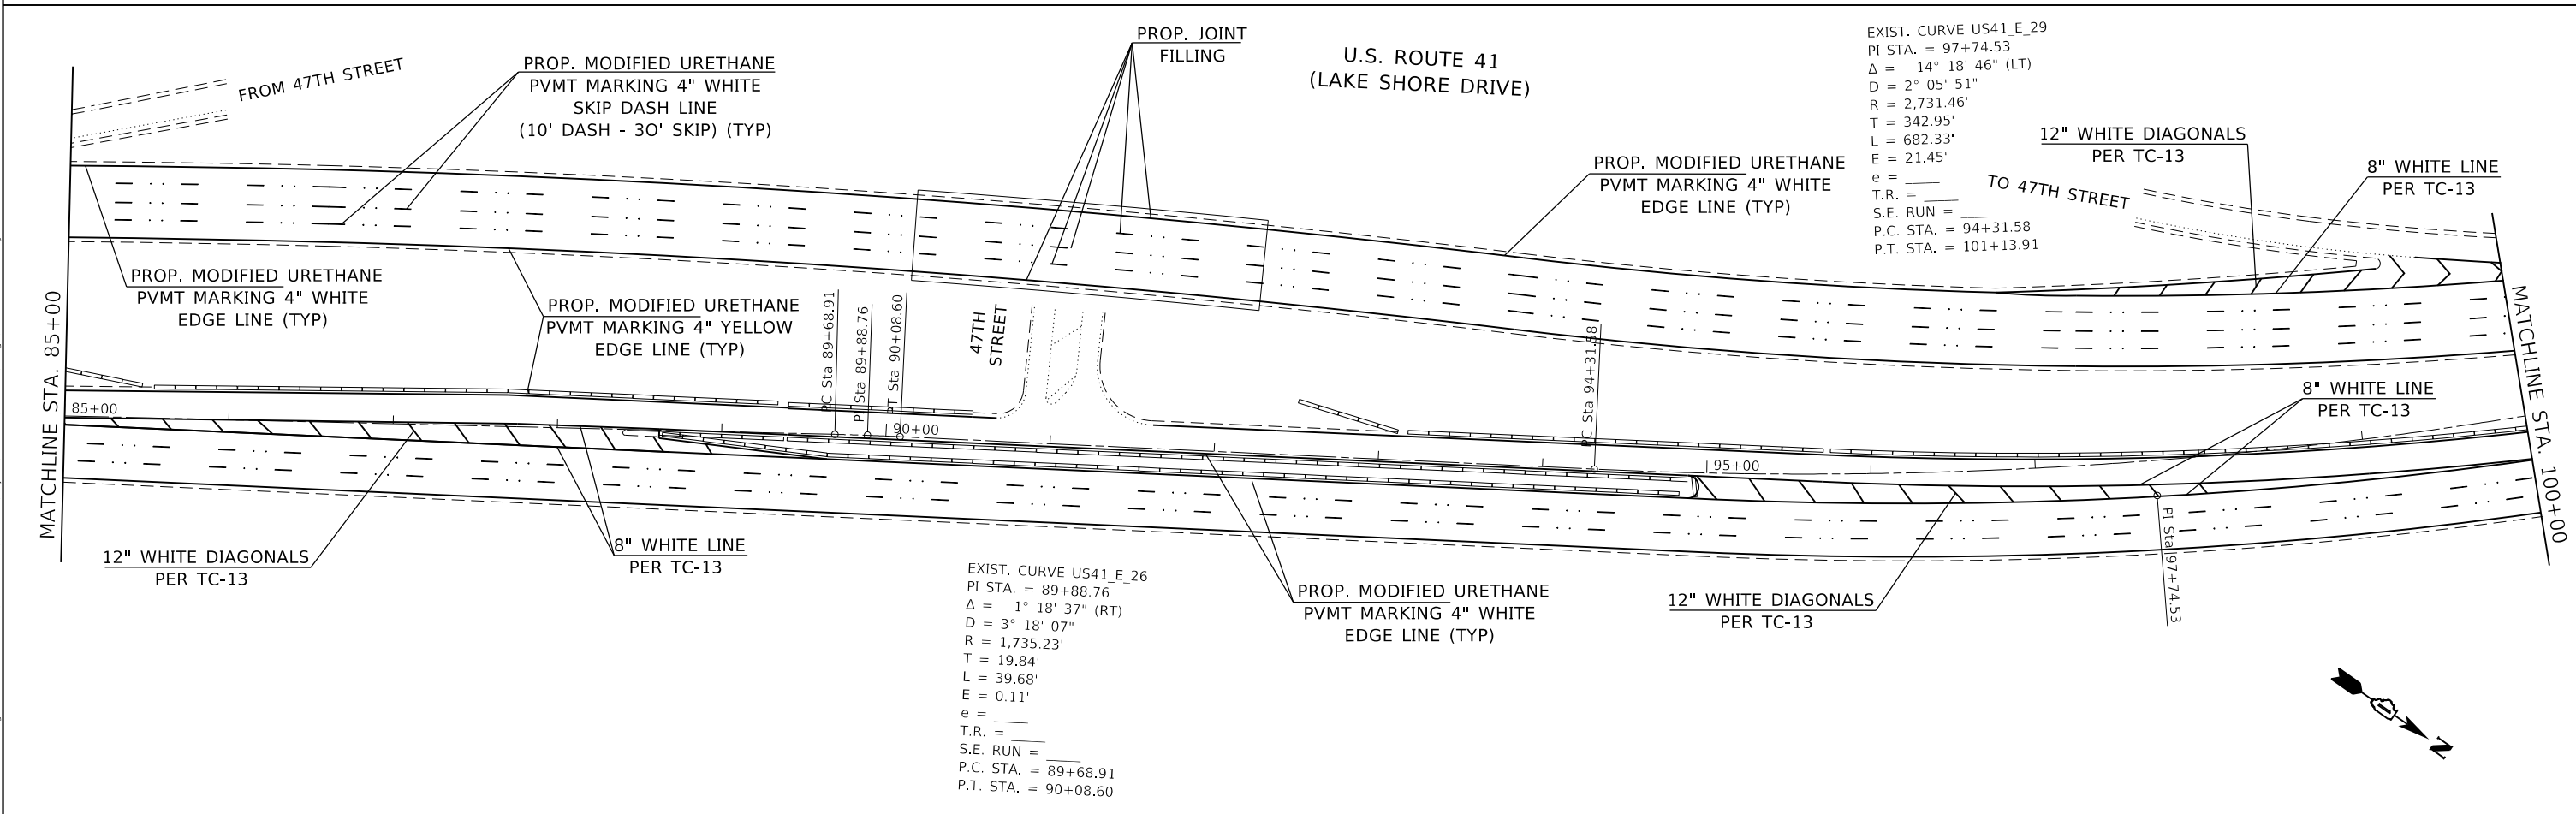 FROM 47TH STREET
PROP. MODIFIED URETHANE
PVMT MARKING 4" WHITE
SKIP DASH LINE
(10' DASH - 30' SKIP) (TYP)
PROP. JOINT
FILLING
U.S. ROUTE 41
(LAKE SHORE DRIVE)
PROP. MODIFIED URETHANE
PVMT MARKING 4" WHITE
EDGE LINE (TYP)
EXIST. CURVE US41_E_29
PI STA. = 97+74.53
Δ = 14° 18' 46" (LT)
D = 2° 05' 51"
R = 2,731.46'
T = 342.95'
L = 682.33'
E = 21.45'
e = ____
T.R. = ____
S.E. RUN = ____
P.C. STA. = 94+31.58
P.T. STA. = 101+13.91
12" WHITE DIAGONALS
PER TC-13
TO 47TH STREET
8" WHITE LINE
PER TC-13
MATCHLINE STA. 85+00
PROP. MODIFIED URETHANE
PVMT MARKING 4" WHITE
EDGE LINE (TYP)
PROP. MODIFIED URETHANE
PVMT MARKING 4" YELLOW
EDGE LINE (TYP)
PC Sta 89+68.91
PI Sta 89+88.76
PT Sta 90+08.60
47TH
STREET
PC Sta 94+31.58
MATCHLINE STA. 100+00
8" WHITE LINE
PER TC-13
85+00
90+00
95+00
12" WHITE DIAGONALS
PER TC-13
8" WHITE LINE
PER TC-13
EXIST. CURVE US41_E_26
PI STA. = 89+88.76
Δ = 1° 18' 37" (RT)
D = 3° 18' 07"
R = 1,735.23'
T = 19.84'
L = 39.68'
E = 0.11'
e = ____
T.R. = ____
S.E. RUN = ____
P.C. STA. = 89+68.91
P.T. STA. = 90+08.60
PROP. MODIFIED URETHANE
PVMT MARKING 4" WHITE
EDGE LINE (TYP)
12" WHITE DIAGONALS
PER TC-13
PI Sta 97+74.53
N